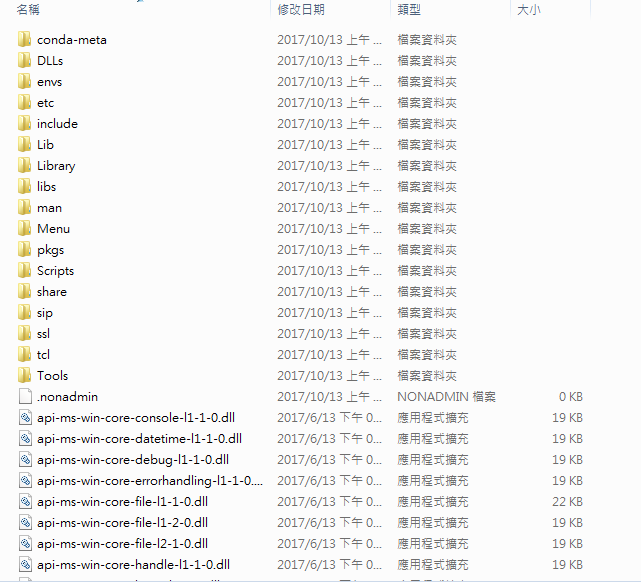 名稱 修改日期 類型 大小
conda-meta 2017/10/13 上午 ... 檔案資料夾
DLLs 2017/10/13 上午 ... 檔案資料夾
envs 2017/10/13 上午 ... 檔案資料夾
etc 2017/10/13 上午 ... 檔案資料夾
include 2017/10/13 上午 ... 檔案資料夾
Lib 2017/10/13 上午 ... 檔案資料夾
Library 2017/10/13 上午 ... 檔案資料夾
libs 2017/10/13 上午 ... 檔案資料夾
man 2017/10/13 上午 ... 檔案資料夾
Menu 2017/10/13 上午 ... 檔案資料夾
pkgs 2017/10/13 上午 ... 檔案資料夾
Scripts 2017/10/13 上午 ... 檔案資料夾
share 2017/10/13 上午 ... 檔案資料夾
sip 2017/10/13 上午 ... 檔案資料夾
ssl 2017/10/13 上午 ... 檔案資料夾
tcl 2017/10/13 上午 ... 檔案資料夾
Tools 2017/10/13 上午 ... 檔案資料夾
.nonadmin 2017/10/13 上午 ... NONADMIN 檔案 0 KB
api-ms-win-core-console-l1-1-0.dll 2017/6/13 下午 0... 應用程式擴充 19 KB
api-ms-win-core-datetime-l1-1-0.dll 2017/6/13 下午 0... 應用程式擴充 19 KB
api-ms-win-core-debug-l1-1-0.dll 2017/6/13 下午 0... 應用程式擴充 19 KB
api-ms-win-core-errorhandling-l1-1-0.... 2017/6/13 下午 0... 應用程式擴充 19 KB
api-ms-win-core-file-l1-1-0.dll 2017/6/13 下午 0... 應用程式擴充 22 KB
api-ms-win-core-file-l1-2-0.dll 2017/6/13 下午 0... 應用程式擴充 19 KB
api-ms-win-core-file-l2-1-0.dll 2017/6/13 下午 0... 應用程式擴充 19 KB
api-ms-win-core-handle-l1-1-0.dll 2017/6/13 下午 0... 應用程式擴充 19 KB